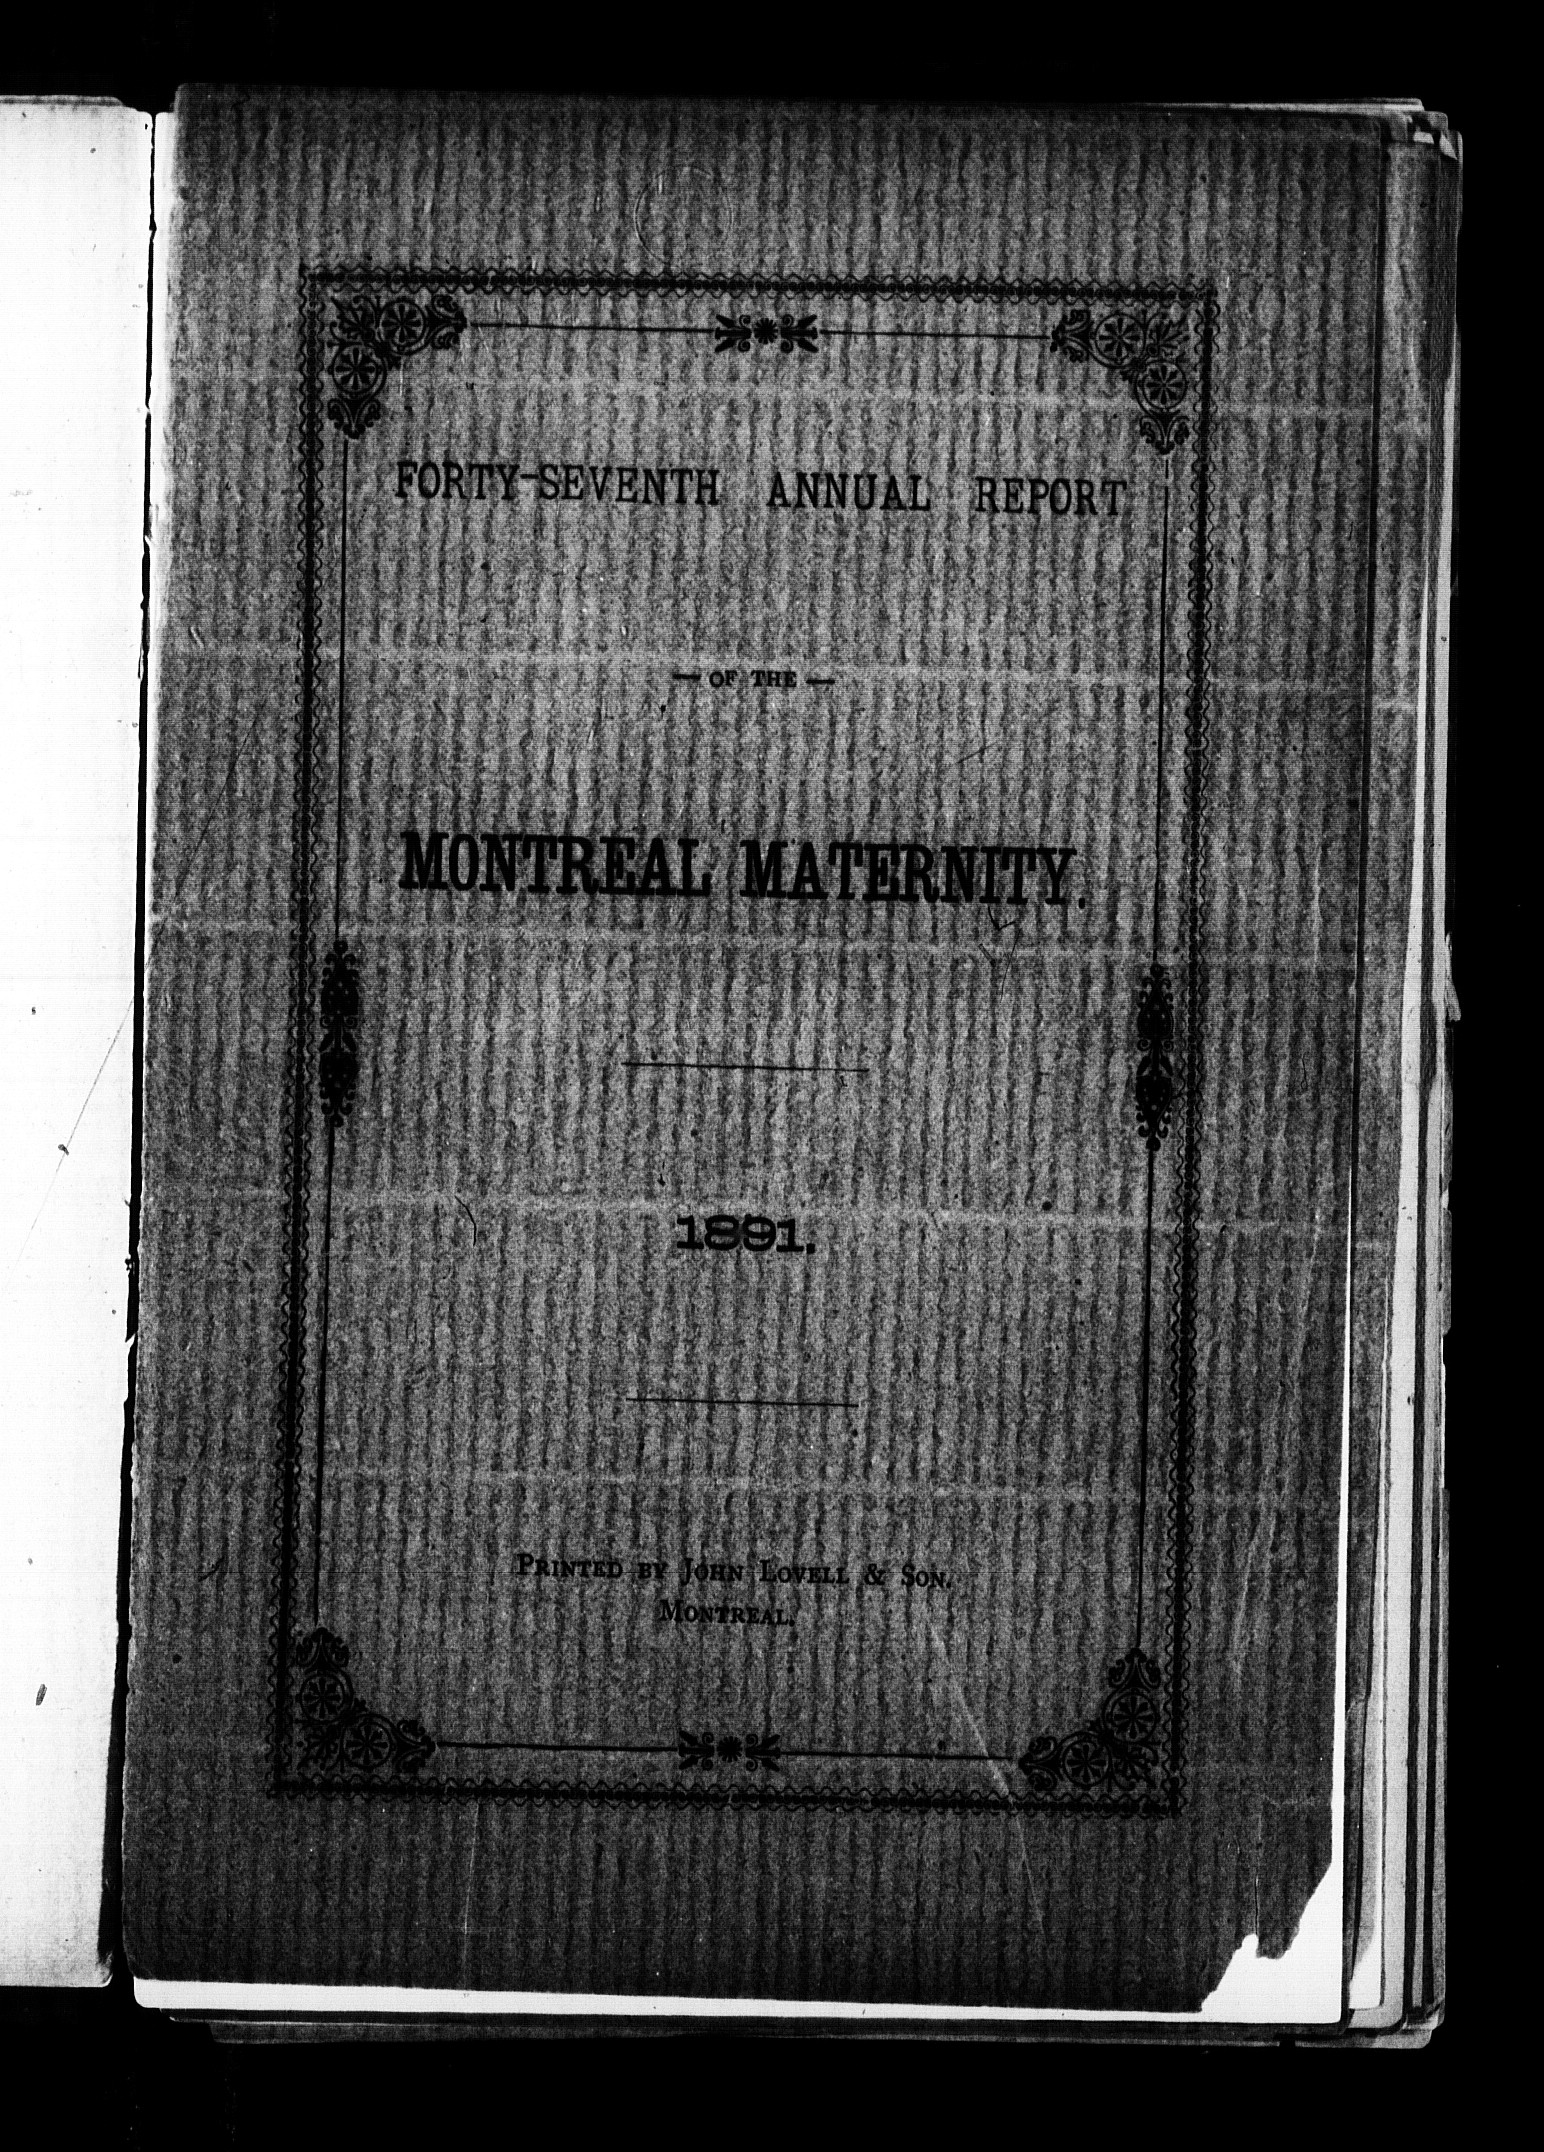 FORTY-SEVENTH ANNUAL REPORT
— OF THE —
MONTREAL MATERNITY.
1891.
PRINTED BY JOHN LOVELL & SON.
MONTREAL.